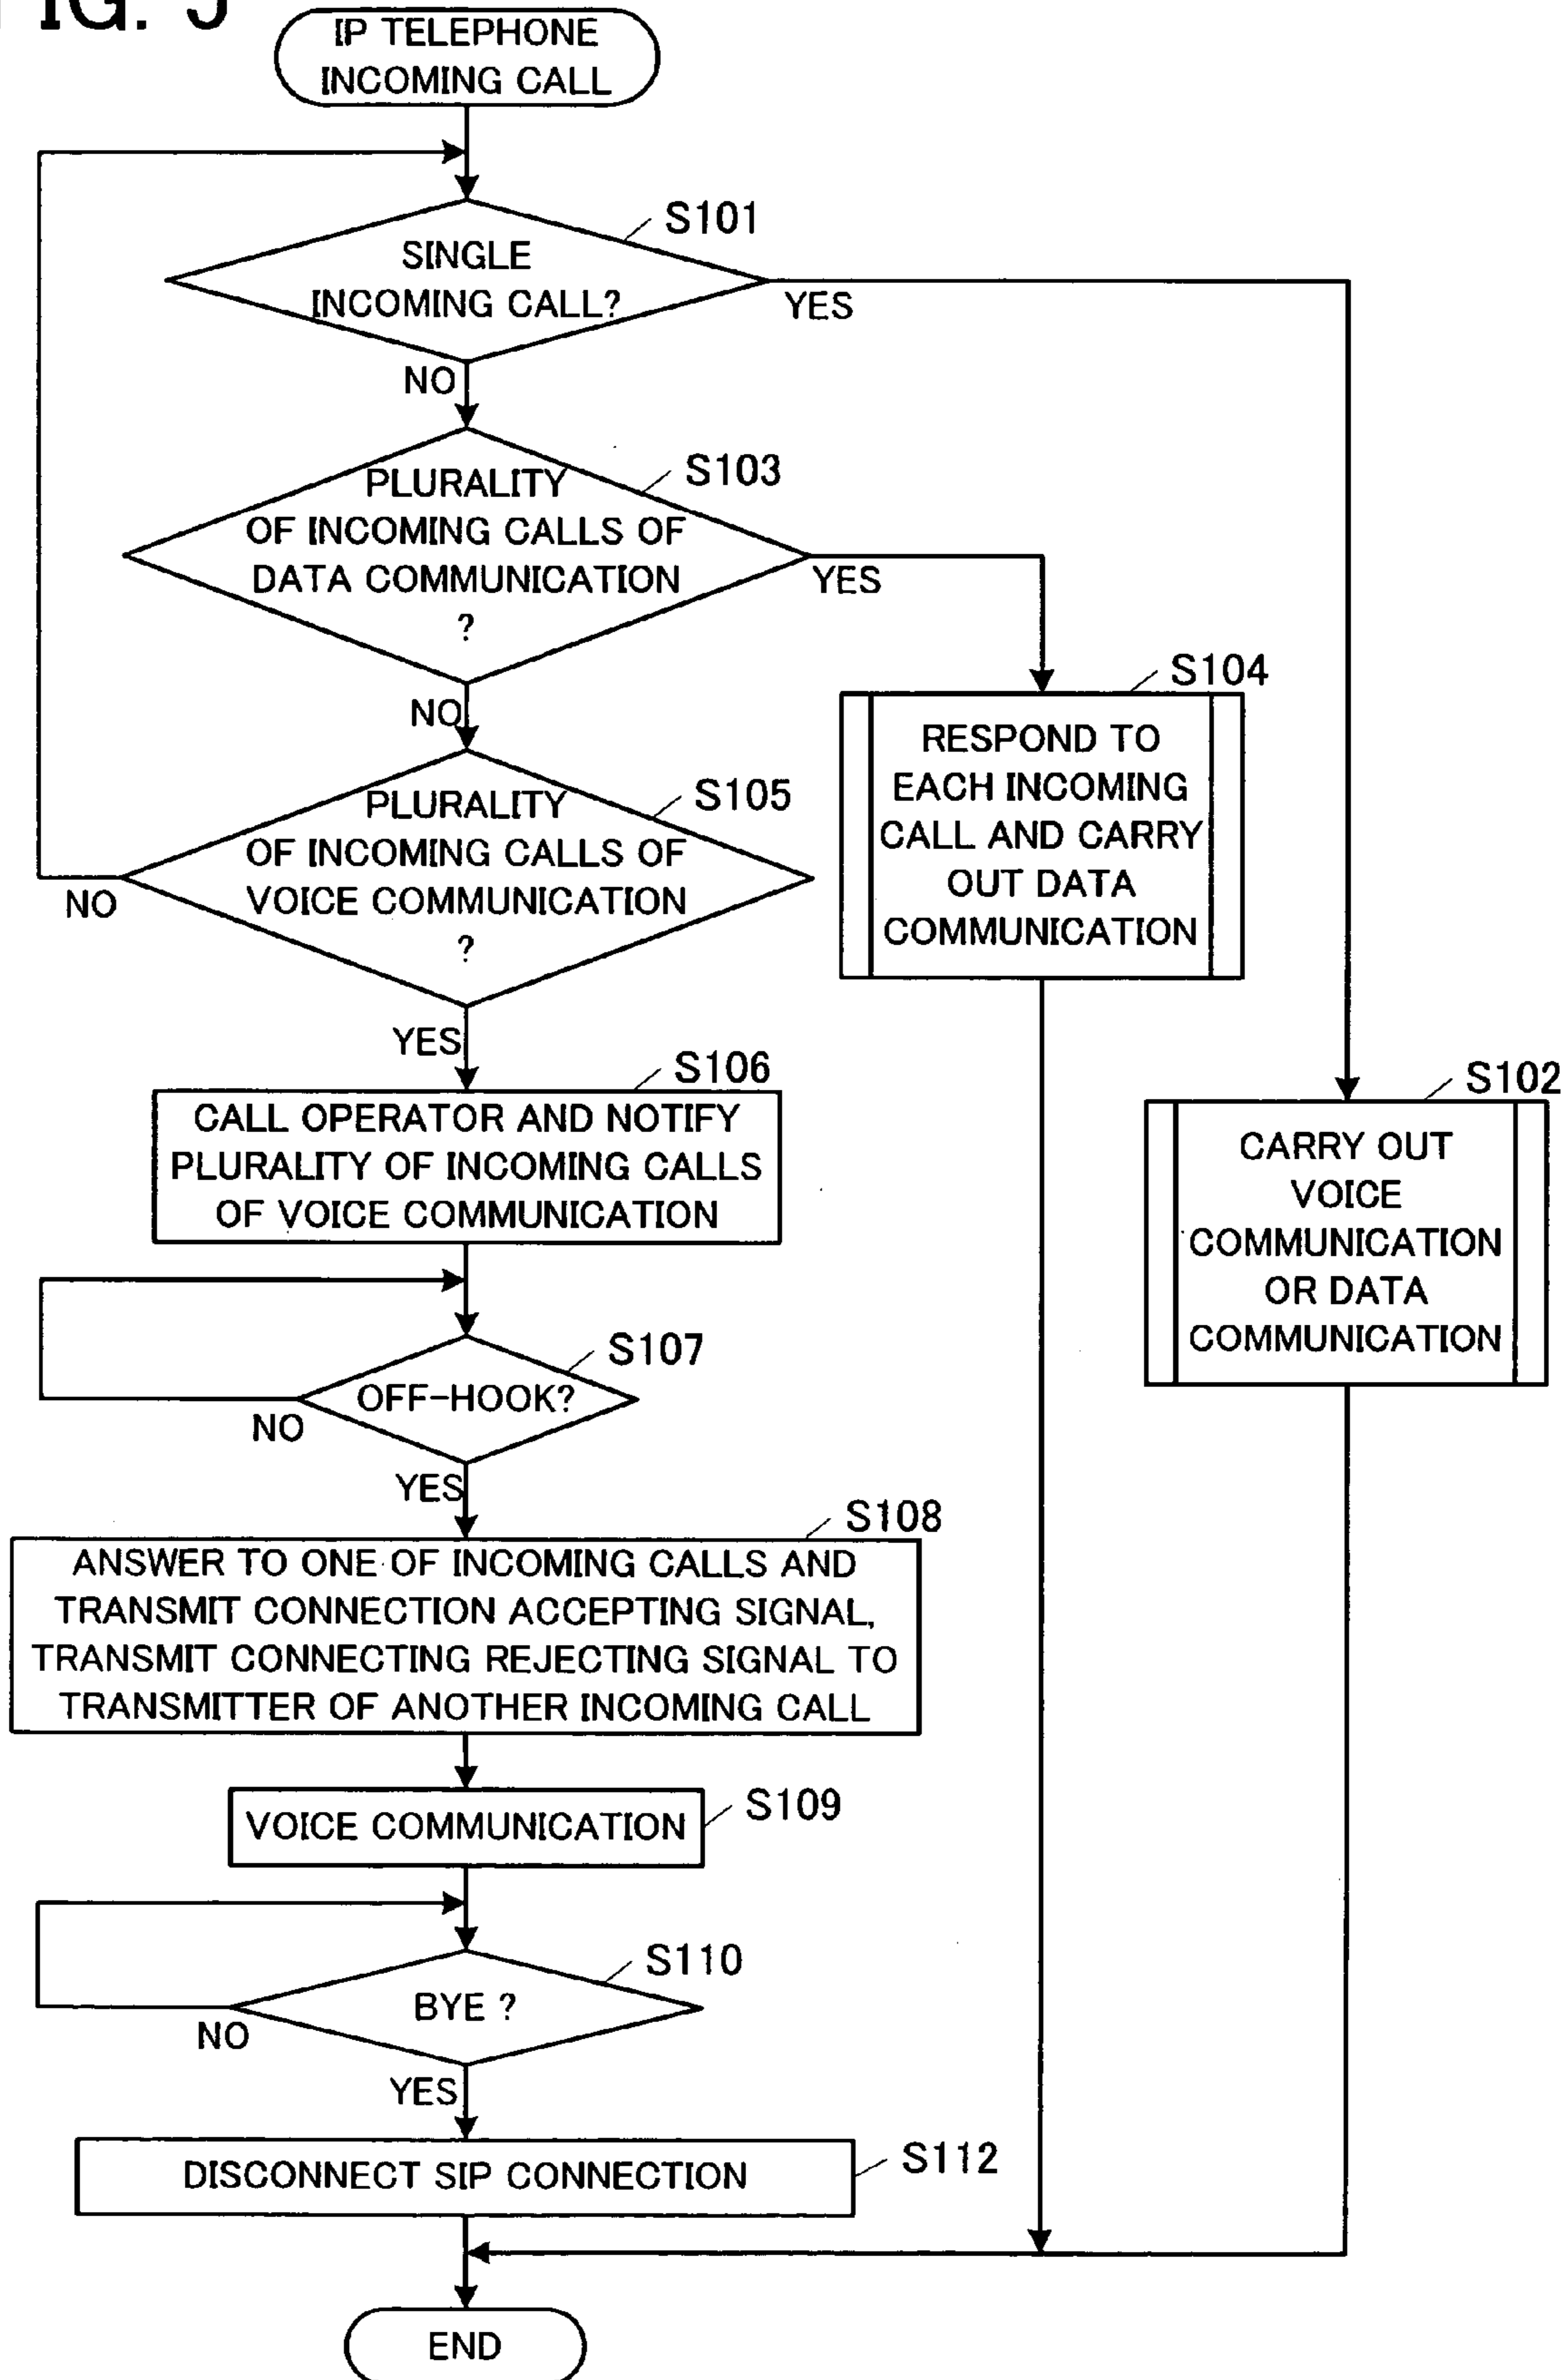 FIG. 5
IP TELEPHONE
INCOMING CALL
S101
SINGLE
INCOMING CALL?
YES
NO
S103
PLURALITY
OF INCOMING CALLS OF
DATA COMMUNICATION
?
YES
NO
S104
RESPOND TO
EACH INCOMING
CALL AND CARRY
OUT DATA
COMMUNICATION
S105
PLURALITY
OF INCOMING CALLS OF
VOICE COMMUNICATION
?
NO
YES
S102
CARRY OUT
VOICE
COMMUNICATION
OR DATA
COMMUNICATION
S106
CALL OPERATOR AND NOTIFY
PLURALITY OF INCOMING CALLS
OF VOICE COMMUNICATION
S107
OFF-HOOK?
NO
YES
S108
ANSWER TO ONE OF INCOMING CALLS AND
TRANSMIT CONNECTION ACCEPTING SIGNAL,
TRANSMIT CONNECTING REJECTING SIGNAL TO
TRANSMITTER OF ANOTHER INCOMING CALL
S109
VOICE COMMUNICATION
S110
BYE ?
NO
YES
S112
DISCONNECT SIP CONNECTION
END